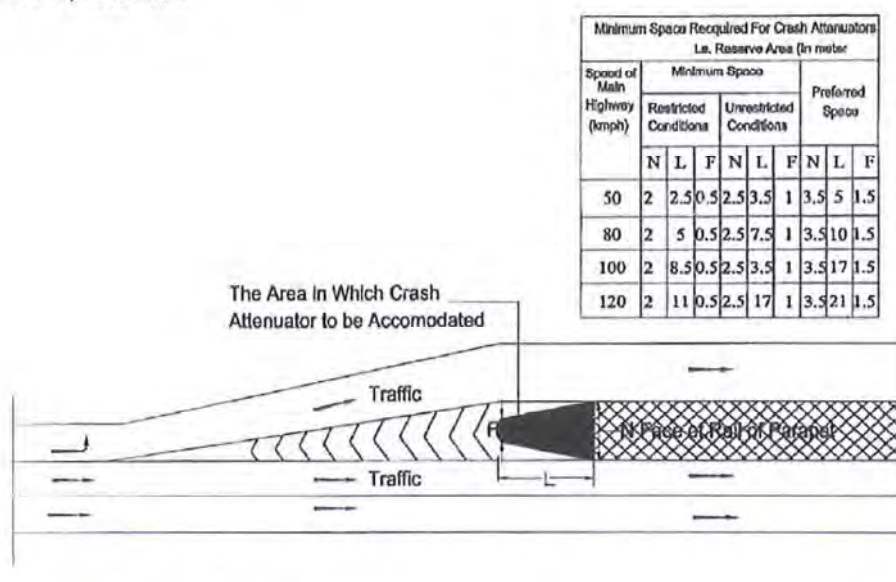 Minimum Space Recquired For Crash Attanuators
I.e. Reserve Area (In meter
Speed of Main Highway (kmph)
Minimum Space
Preferred Space
Restricted Conditions
Unrestricted Conditions
N L F N L F N L F
50 2 2.5 0.5 2.5 3.5 1 3.5 5 1.5
80 2 5 0.5 2.5 7.5 1 3.5 10 1.5
100 2 8.5 0.5 2.5 3.5 1 3.5 17 1.5
120 2 11 0.5 2.5 17 1 3.5 21 1.5
The Area in Which Crash
Attenuator to be Accomodated
Traffic
F
N Face of Rail of Parapet
Traffic
L